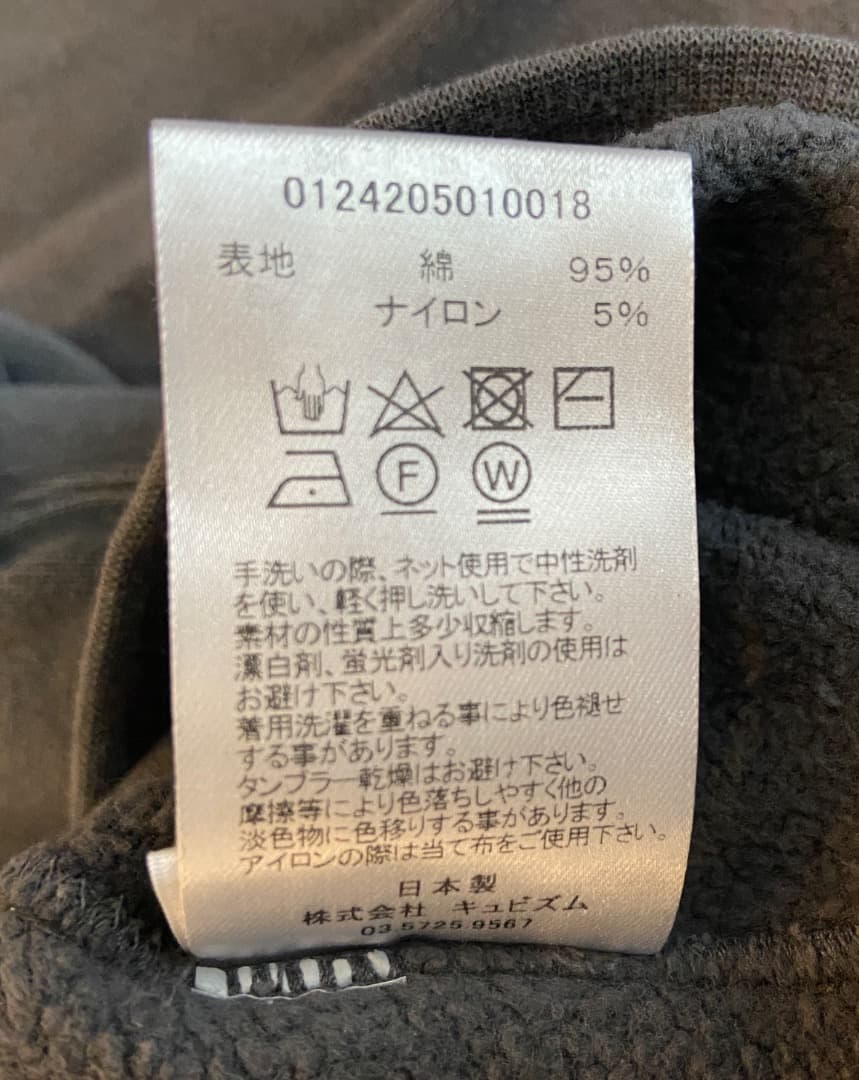 0124205010018
表地 綿 95%
ナイロン 5%
F W
手洗いの際、ネット使用で中性洗剤
を使い、軽く押し洗いして下さい。
素材の性質上多少収縮します。
漂白剤、蛍光剤入り洗剤の使用は
お避け下さい。
着用洗濯を重ねる事により色褪せ
する事があります。
タンブラー乾燥はお避け下さい。
摩擦等により色落ちしやすく他の
淡色物に色移りする事があります。
アイロンの際は当て布をご使用下さい。
日本製
株式会社 キュビズム
03 5725 9567